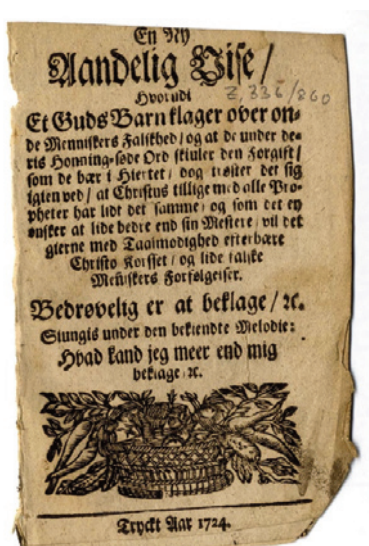 En Ny
Aandelig Vise /
Hvorudi
Et Guds Barn klager over on-
de Menniskers Falskhed / og at de under de-
ris Honning-søde Ord skiuler den Forgift /
som de bær i Hiertet / dog trøster det sig
igien ved / at Christus tillige med alle Pro-
pheter har lidt det samme / og som det ey
ønsker at lide bedre end sin Mestere / vil det
gierne med Taalmodighed efterbære
Christo Korsset / og lide falske
Menniskers Forfølgelser.
Bedrøvelig er at beklage / ꝛc.
Siungis under den bekiendte Melodie:
Hvad kand jeg meer end mig
beklage / ꝛc.
Tryckt Aar 1724.